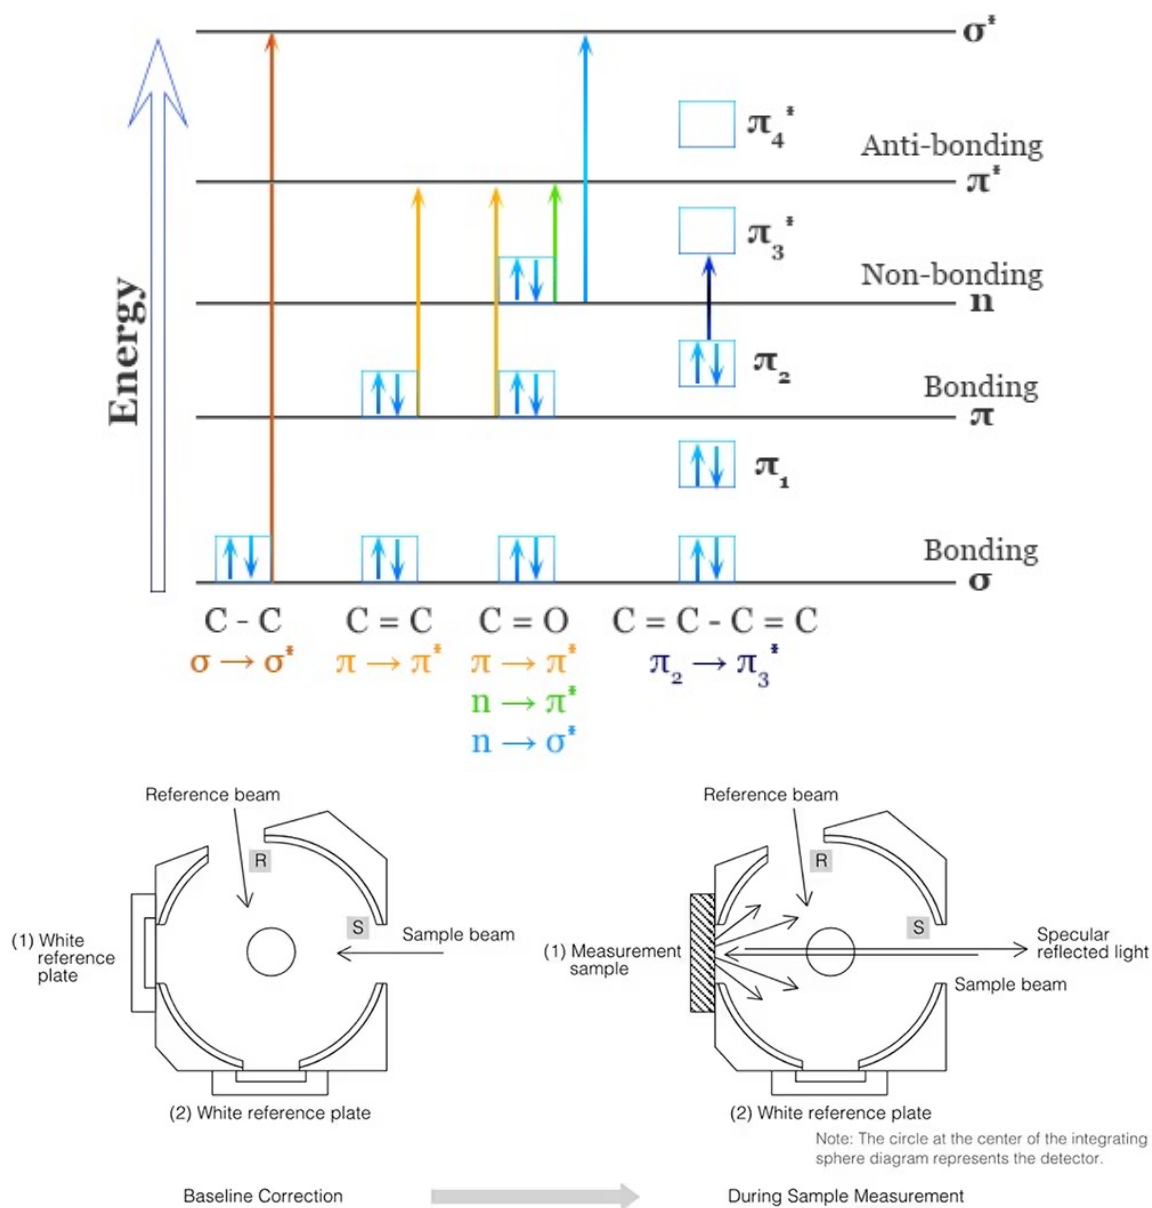 σ*
π₄*
Anti-bonding
π*
π₃*
Non-bonding
n
π₂
Bonding
π
π₁
Bonding
σ
Energy
C - C
C = C
C = O
C = C - C = C
σ → σ*
π → π*
π → π*
π₂ → π₃*
n → π*
n → σ*
Reference beam
R
S
(1) White
reference
plate
Sample beam
(2) White reference plate
Baseline Correction
Reference beam
R
S
(1) Measurement
sample
Specular
reflected light
Sample beam
(2) White reference plate
Note: The circle at the center of the integrating
sphere diagram represents the detector.
During Sample Measurement